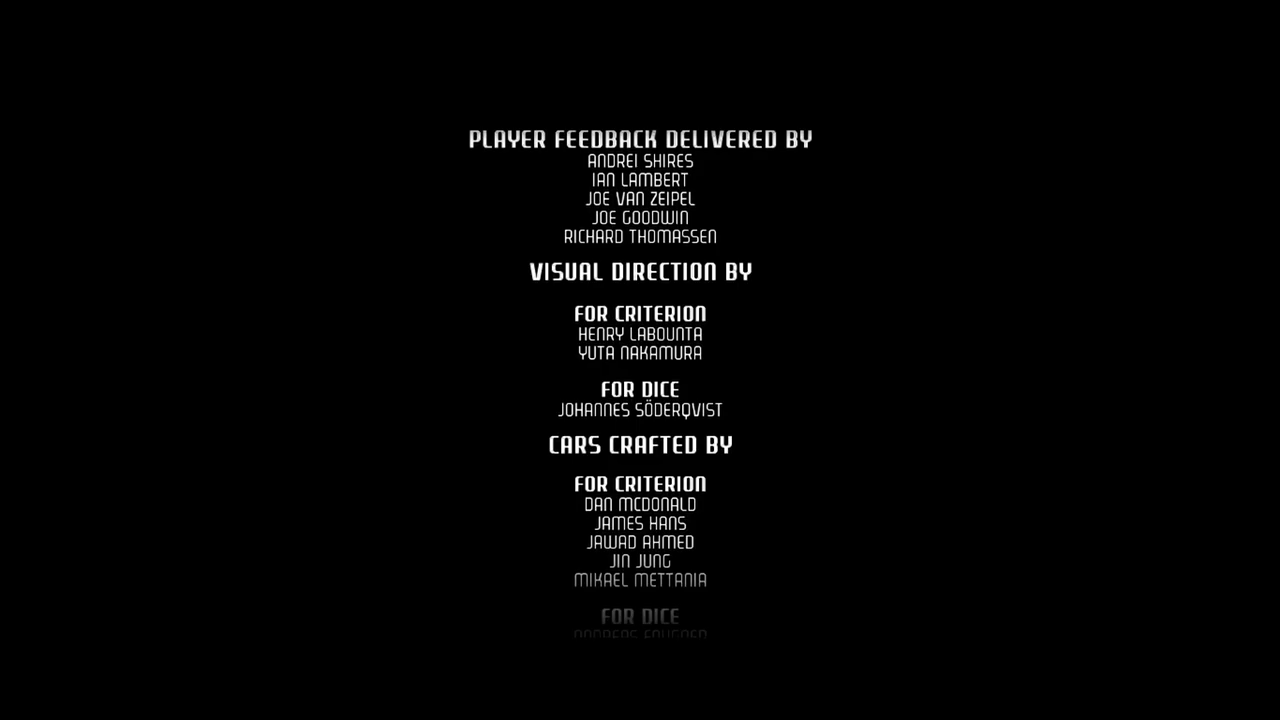 PLAYER FEEDBACK DELIVERED BY
ANDREI SHIRES
IAN LAMBERT
JOE VAN ZEIPEL
JOE GOODWIN
RICHARD THOMASSEN
VISUAL DIRECTION BY
FOR CRITERION
HENRY LABOUNTA
YUTA NAKAMURA
FOR DICE
JOHANNES SÖDERQVIST
CARS CRAFTED BY
FOR CRITERION
DAN MCDONALD
JAMES HANS
JAWAD AHMED
JIN JUNG
MIKAEL METTANIA
FOR DICE